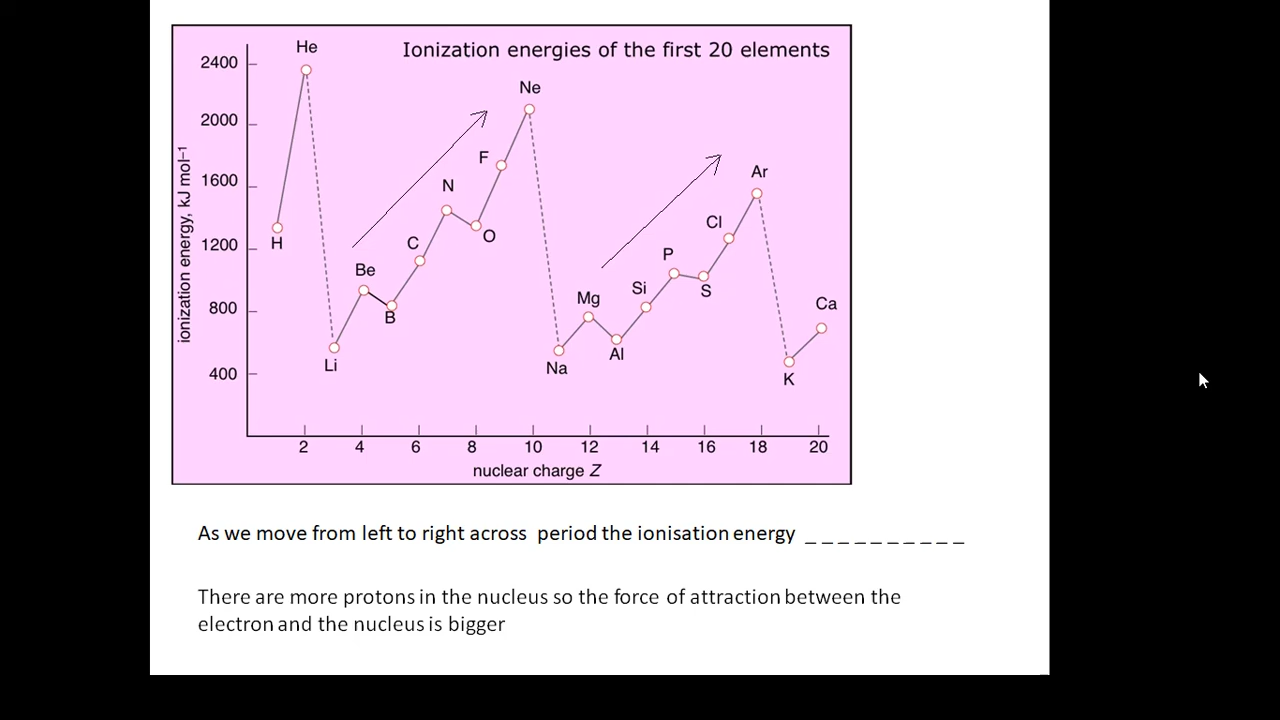 Ionization energies of the first 20 elements
ionization energy, kJ mol⁻¹
2400
2000
1600
1200
800
400
He
Ne
F
N
O
C
H
Be
B
Li
Ar
Cl
P
S
Si
Mg
Al
Na
Ca
K
2 4 6 8 10 12 14 16 18 20
nuclear charge Z
As we move from left to right across period the ionisation energy _ _ _ _ _ _ _ _ _ _
There are more protons in the nucleus so the force of attraction between the
electron and the nucleus is bigger